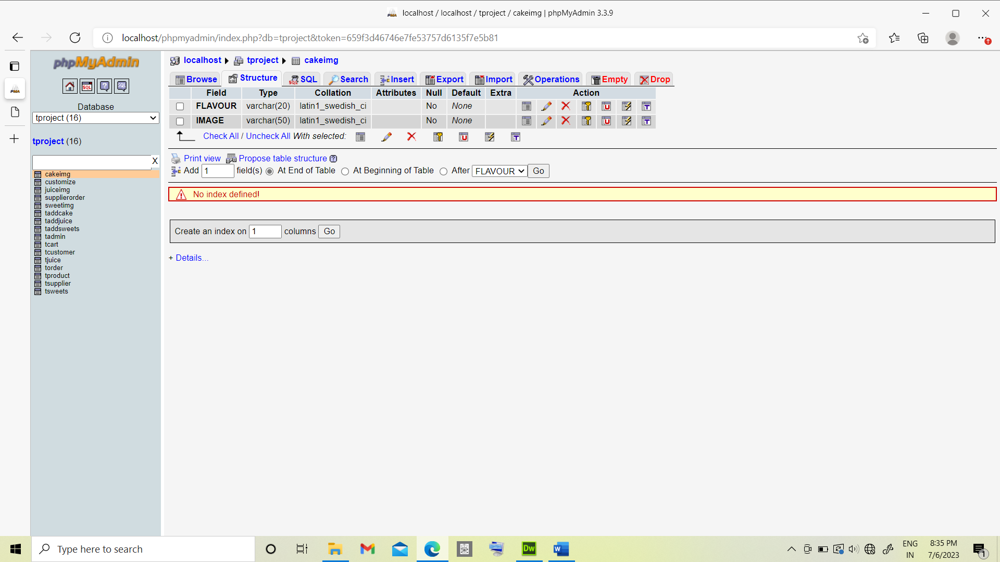 localhost / localhost / tproject / cakeimg | phpMyAdmin 3.3.9
localhost/phpmyadmin/index.php?db=tproject&token=659f3d46746e7fe53757d6135f7e5b81
phpMyAdmin
SQL
SQL
Database
tproject (16)
tproject (16)
X
cakeimg
customize
juiceimg
supplierorder
sweetimg
taddcake
taddjuice
taddsweets
tadmin
tcart
tcustomer
tjuice
torder
tproduct
tsupplier
tsweets
localhost tproject cakeimg
Browse Structure SQL Search Insert Export Import Operations Empty Drop
Field Type Collation Attributes Null Default Extra Action
FLAVOUR varchar(20) latin1_swedish_ci No None
IMAGE varchar(50) latin1_swedish_ci No None
Check All / Uncheck All With selected:
Print view Propose table structure ?
Add 1 field(s) At End of Table At Beginning of Table After FLAVOUR Go
No index defined!
Create an index on 1 columns Go
+ Details...
Type here to search
Dw
W
ENG
IN
8:35 PM
7/6/2023
1